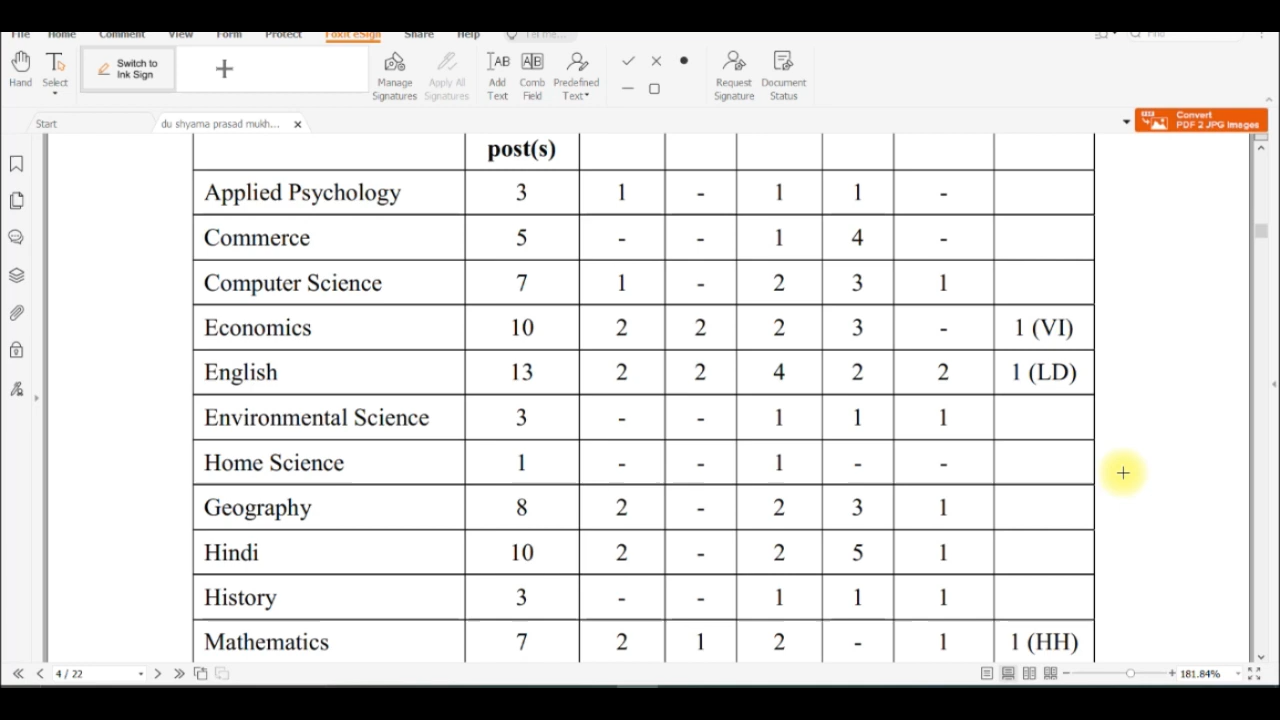 File Home Comment View Form Protect Foxit eSign Share Help Tell me... Find
Hand
Select
Switch to
Ink Sign
Manage
Signatures
Apply All
Signatures
Add
Text
Comb
Field
Predefined
Text
Request
Signature
Document
Status
Start
du shyama prasad mukh...
Convert
PDF 2 JPG Images
post(s)
Applied Psychology 3 1 - 1 1 -
Commerce 5 - - 1 4 -
Computer Science 7 1 - 2 3 1
Economics 10 2 2 2 3 - 1 (VI)
English 13 2 2 4 2 2 1 (LD)
Environmental Science 3 - - 1 1 1
Home Science 1 - - 1 - -
Geography 8 2 - 2 3 1
Hindi 10 2 - 2 5 1
History 3 - - 1 1 1
Mathematics 7 2 1 2 - 1 1 (HH)
4 / 22
181.84%